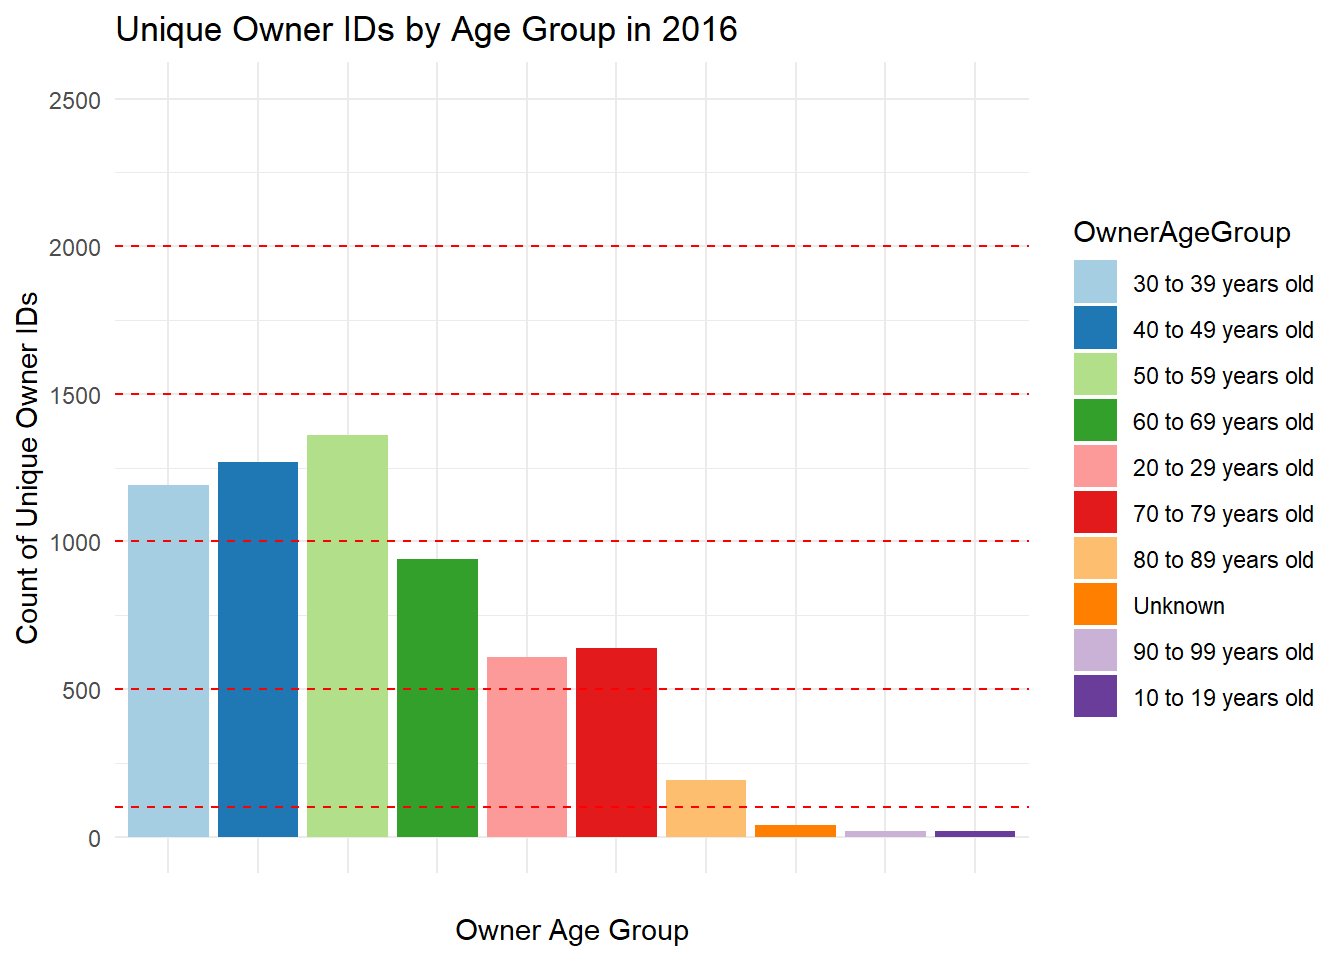 Unique Owner IDs by Age Group in 2016
Count of Unique Owner IDs
2500
2000
1500
1000
500
0
Owner Age Group
OwnerAgeGroup
30 to 39 years old
40 to 49 years old
50 to 59 years old
60 to 69 years old
20 to 29 years old
70 to 79 years old
80 to 89 years old
Unknown
90 to 99 years old
10 to 19 years old